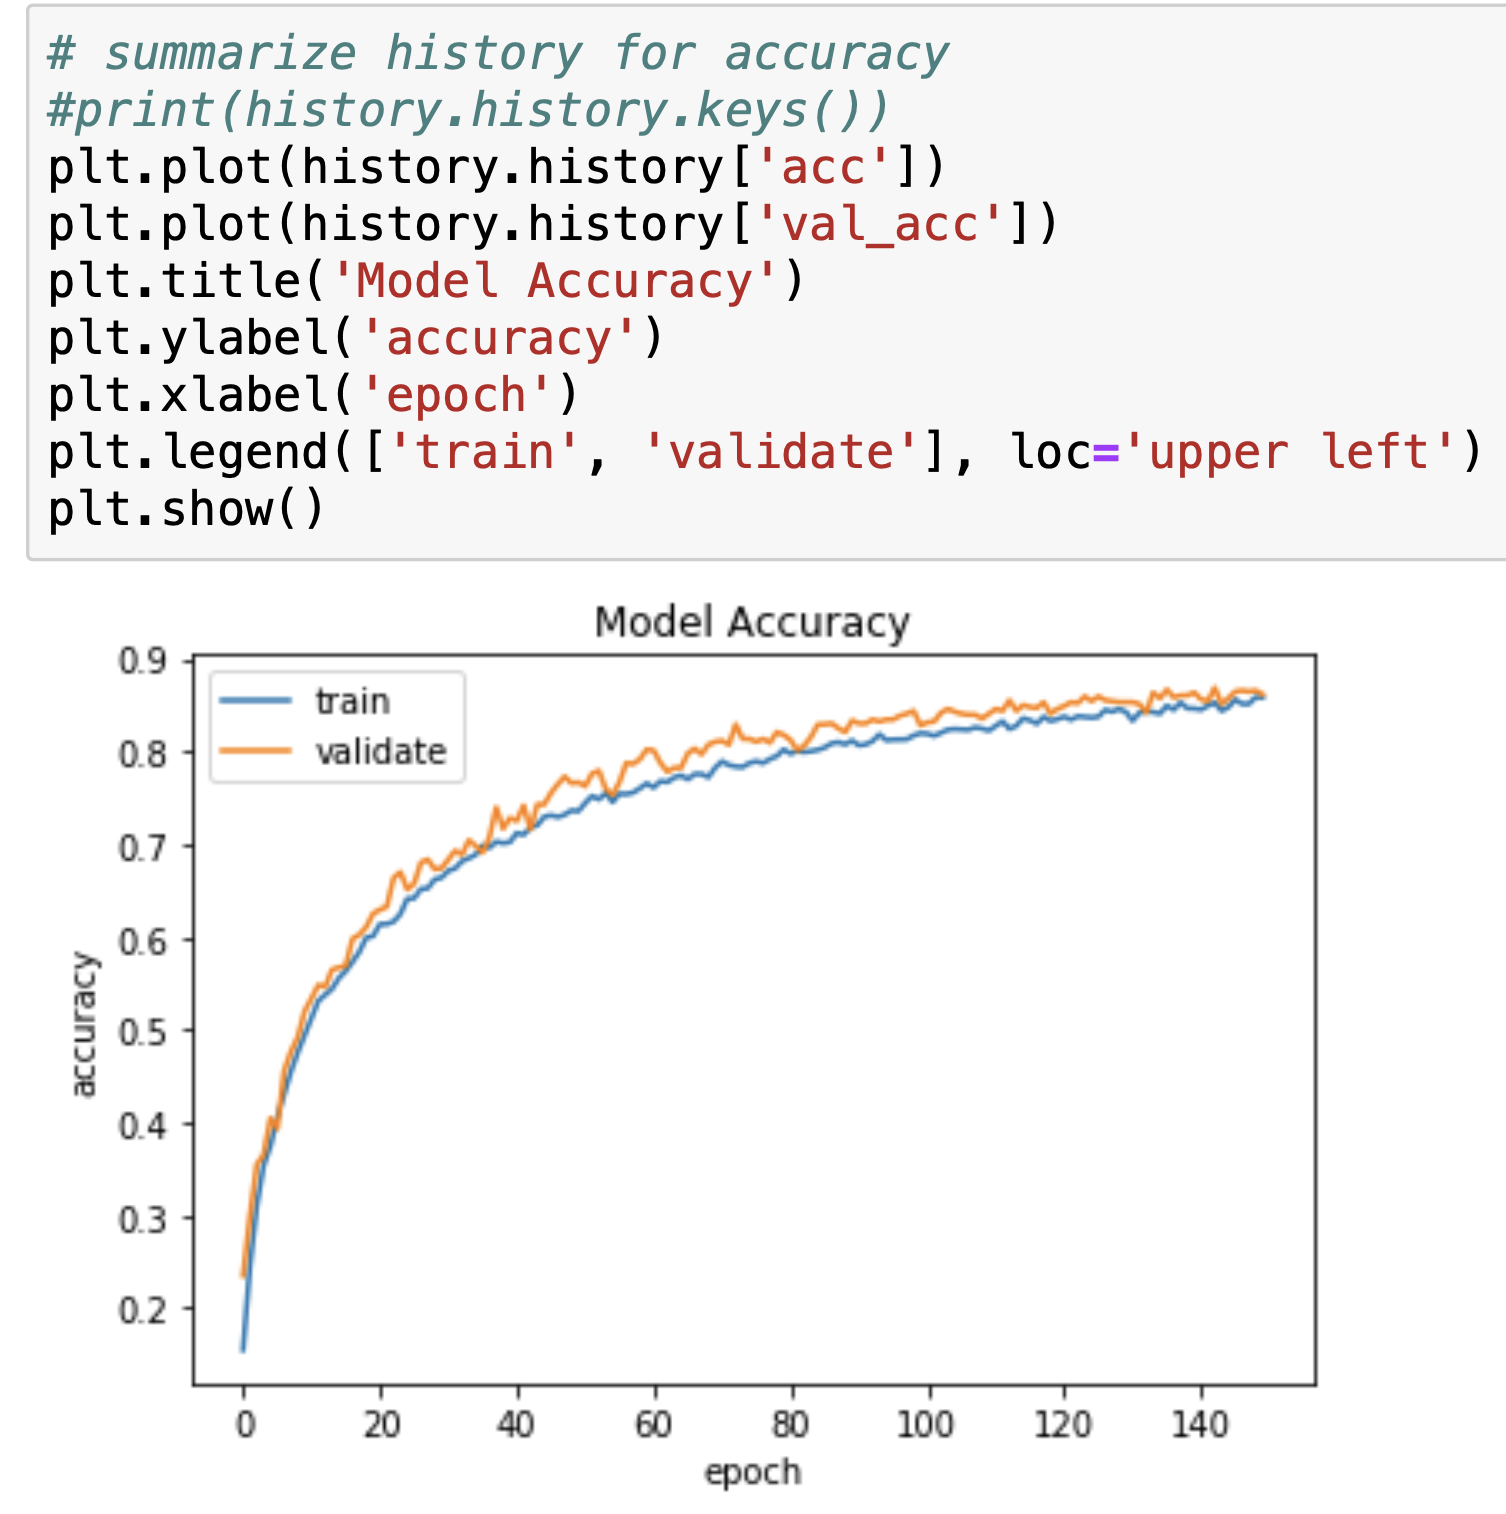 # summarize history for accuracy
#print(history.history.keys())
plt.plot(history.history['acc'])
plt.plot(history.history['val_acc'])
plt.title('Model Accuracy')
plt.ylabel('accuracy')
plt.xlabel('epoch')
plt.legend(['train', 'validate'], loc='upper left')
plt.show()
Model Accuracy
train
validate
0.9
0.8
0.7
0.6
0.5
0.4
0.3
0.2
accuracy
0 20 40 60 80 100 120 140
epoch